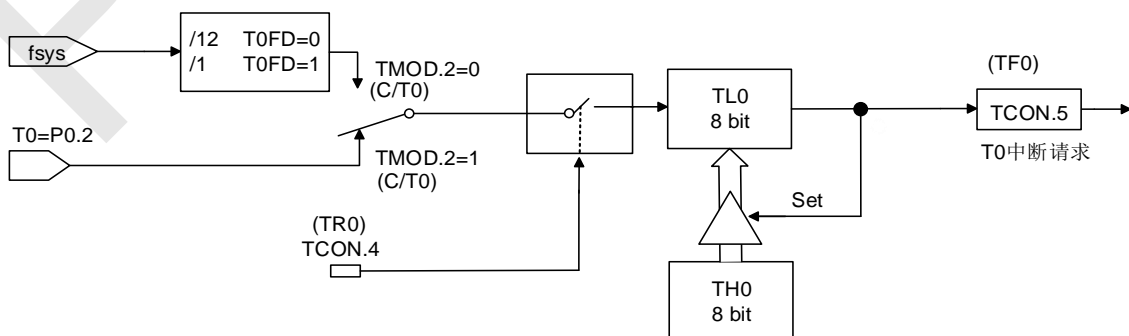 fsys
/12 T0FD=0
/1 T0FD=1
TMOD.2=0
(C/T0)
T0=P0.2
TMOD.2=1
(C/T0)
(TR0)
TCON.4
TL0
8 bit
Set
TH0
8 bit
(TF0)
TCON.5
T0中断请求